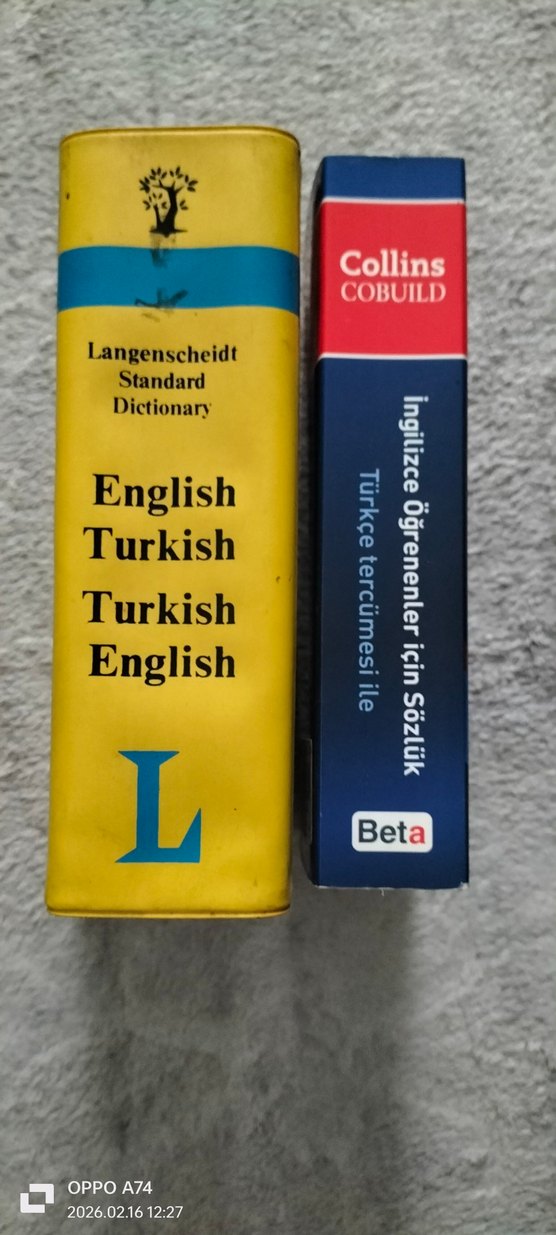 Langenscheidt
Standard
Dictionary
English
Turkish
Turkish
English
L
Collins
COBUILD
İngilizce Öğrenenler için Sözlük
Türkçe tercümesi ile
Beta
OPPO A74
2026.02.16 12:27